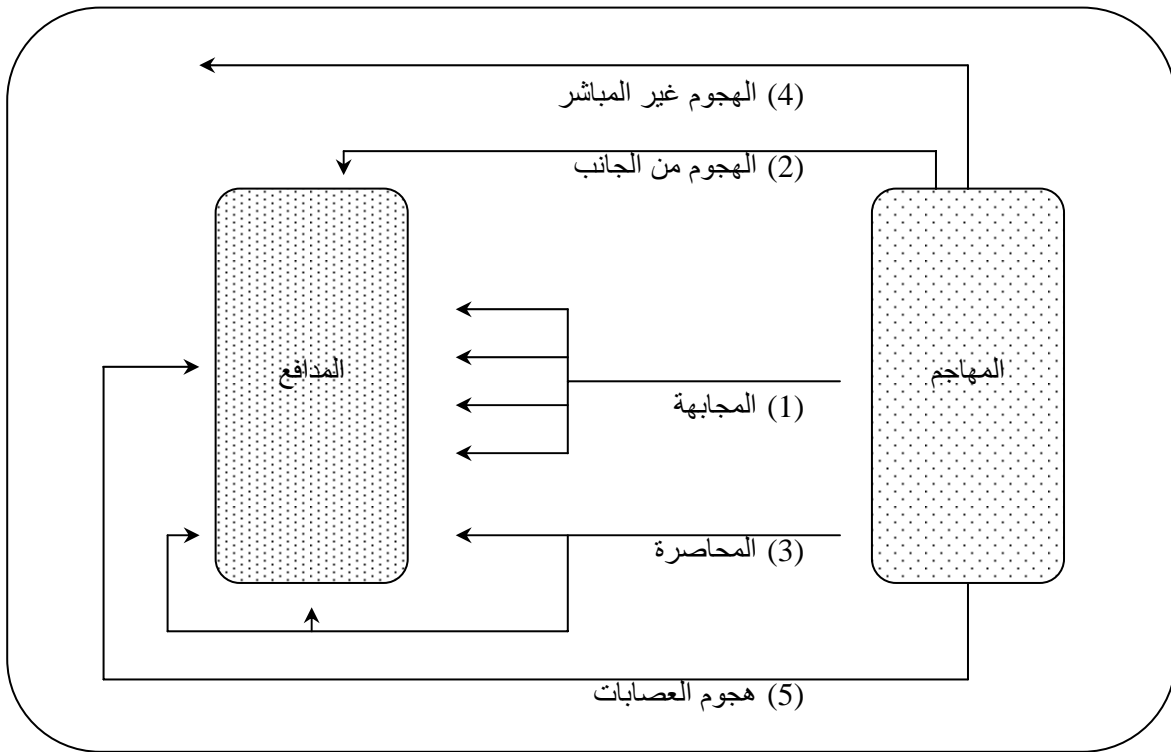 (4) الهجوم غير المباشر
(2) الهجوم من الجانب
المهاجم
المدافع
(1) المجابهة
(3) المحاصرة
(5) هجوم العصابات